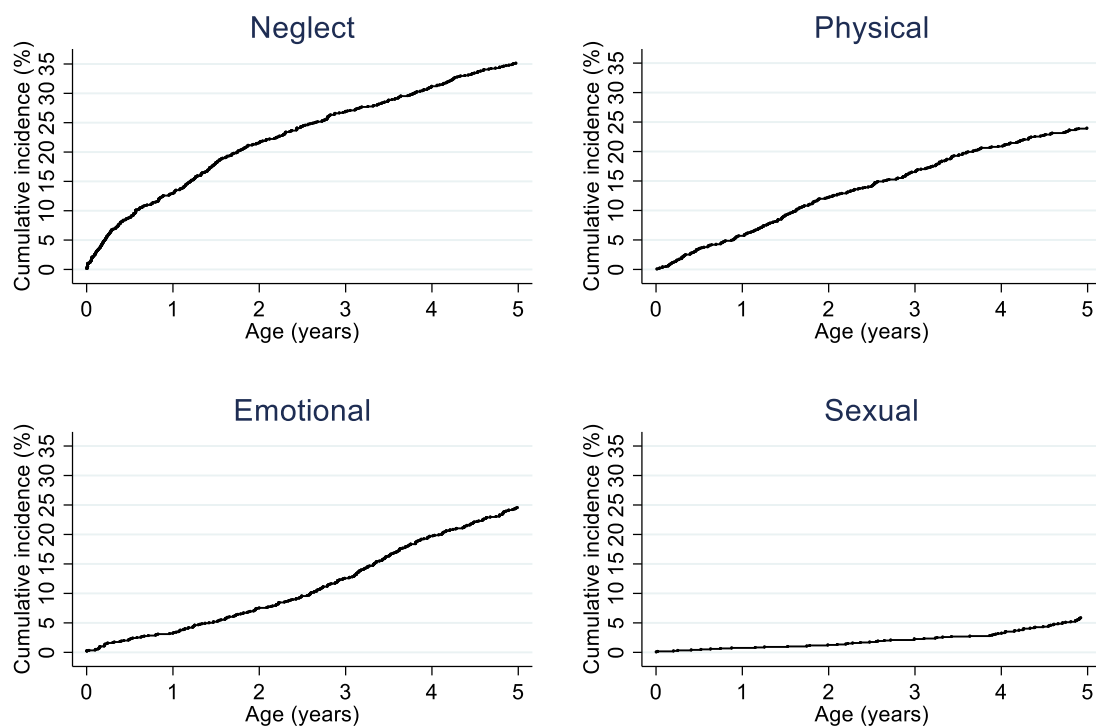 Neglect
Cumulative incidence (%)
0 5 10 15 20 25 30 35
0 1 2 3 4 5
Age (years)
Physical
Cumulative incidence (%)
0 5 10 15 20 25 30 35
0 1 2 3 4 5
Age (years)
Emotional
Cumulative incidence (%)
0 5 10 15 20 25 30 35
0 1 2 3 4 5
Age (years)
Sexual
Cumulative incidence (%)
0 5 10 15 20 25 30 35
0 1 2 3 4 5
Age (years)